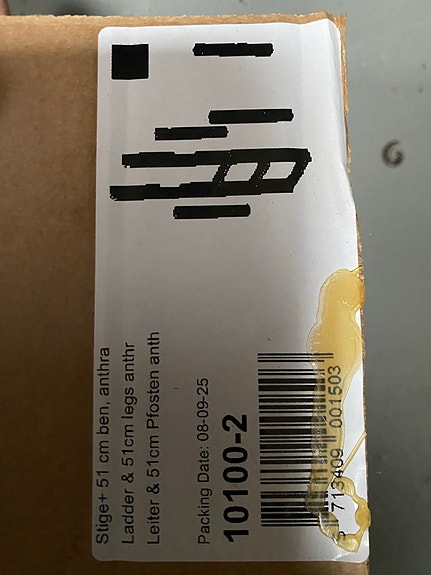 Stige+ 51 cm ben, anthra
Ladder & 51cm legs anthr
Leiter & 51cm Pfosten anth
Packing Date: 08-09-25
10100-2
713409 001503